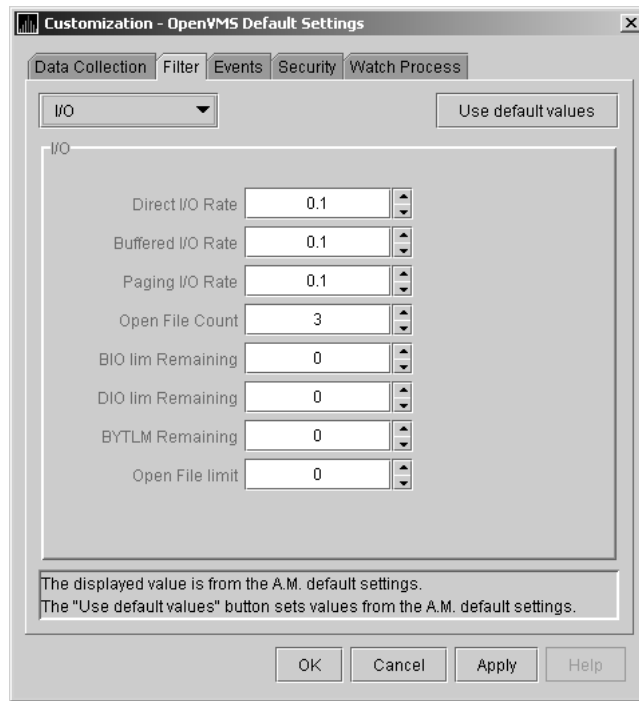 Customization - OpenVMS Default Settings
Data Collection Filter Events Security Watch Process
I/O Use default values
I/O
Direct I/O Rate 0.1
Buffered I/O Rate 0.1
Paging I/O Rate 0.1
Open File Count 3
BIO lim Remaining 0
DIO lim Remaining 0
BYTLM Remaining 0
Open File limit 0
The displayed value is from the A.M. default settings.
The "Use default values" button sets values from the A.M. default settings.
OK Cancel Apply Help